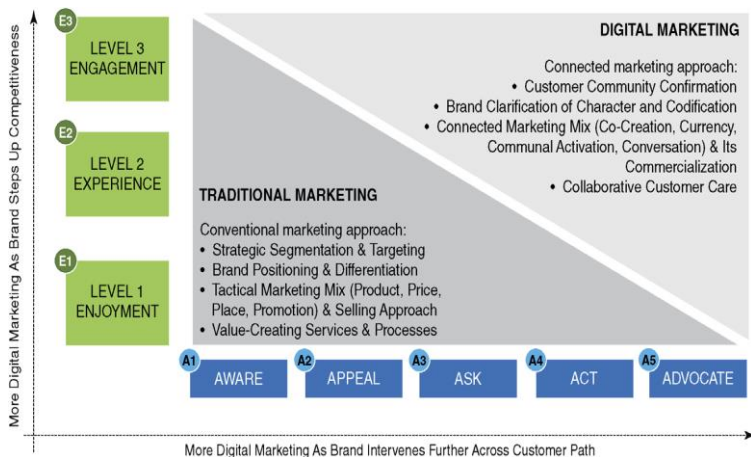 More Digital Marketing As Brand Steps Up Competitiveness
E3
LEVEL 3
ENGAGEMENT
E2
LEVEL 2
EXPERIENCE
E1
LEVEL 1
ENJOYMENT
DIGITAL MARKETING
Connected marketing approach:
• Customer Community Confirmation
• Brand Clarification of Character and Codification
• Connected Marketing Mix (Co-Creation, Currency,
Communal Activation, Conversation) & Its
Commercialization
• Collaborative Customer Care
TRADITIONAL MARKETING
Conventional marketing approach:
• Strategic Segmentation & Targeting
• Brand Positioning & Differentiation
• Tactical Marketing Mix (Product, Price,
Place, Promotion) & Selling Approach
• Value-Creating Services & Processes
A1
AWARE
A2
APPEAL
A3
ASK
A4
ACT
A5
ADVOCATE
More Digital Marketing As Brand Intervenes Further Across Customer Path